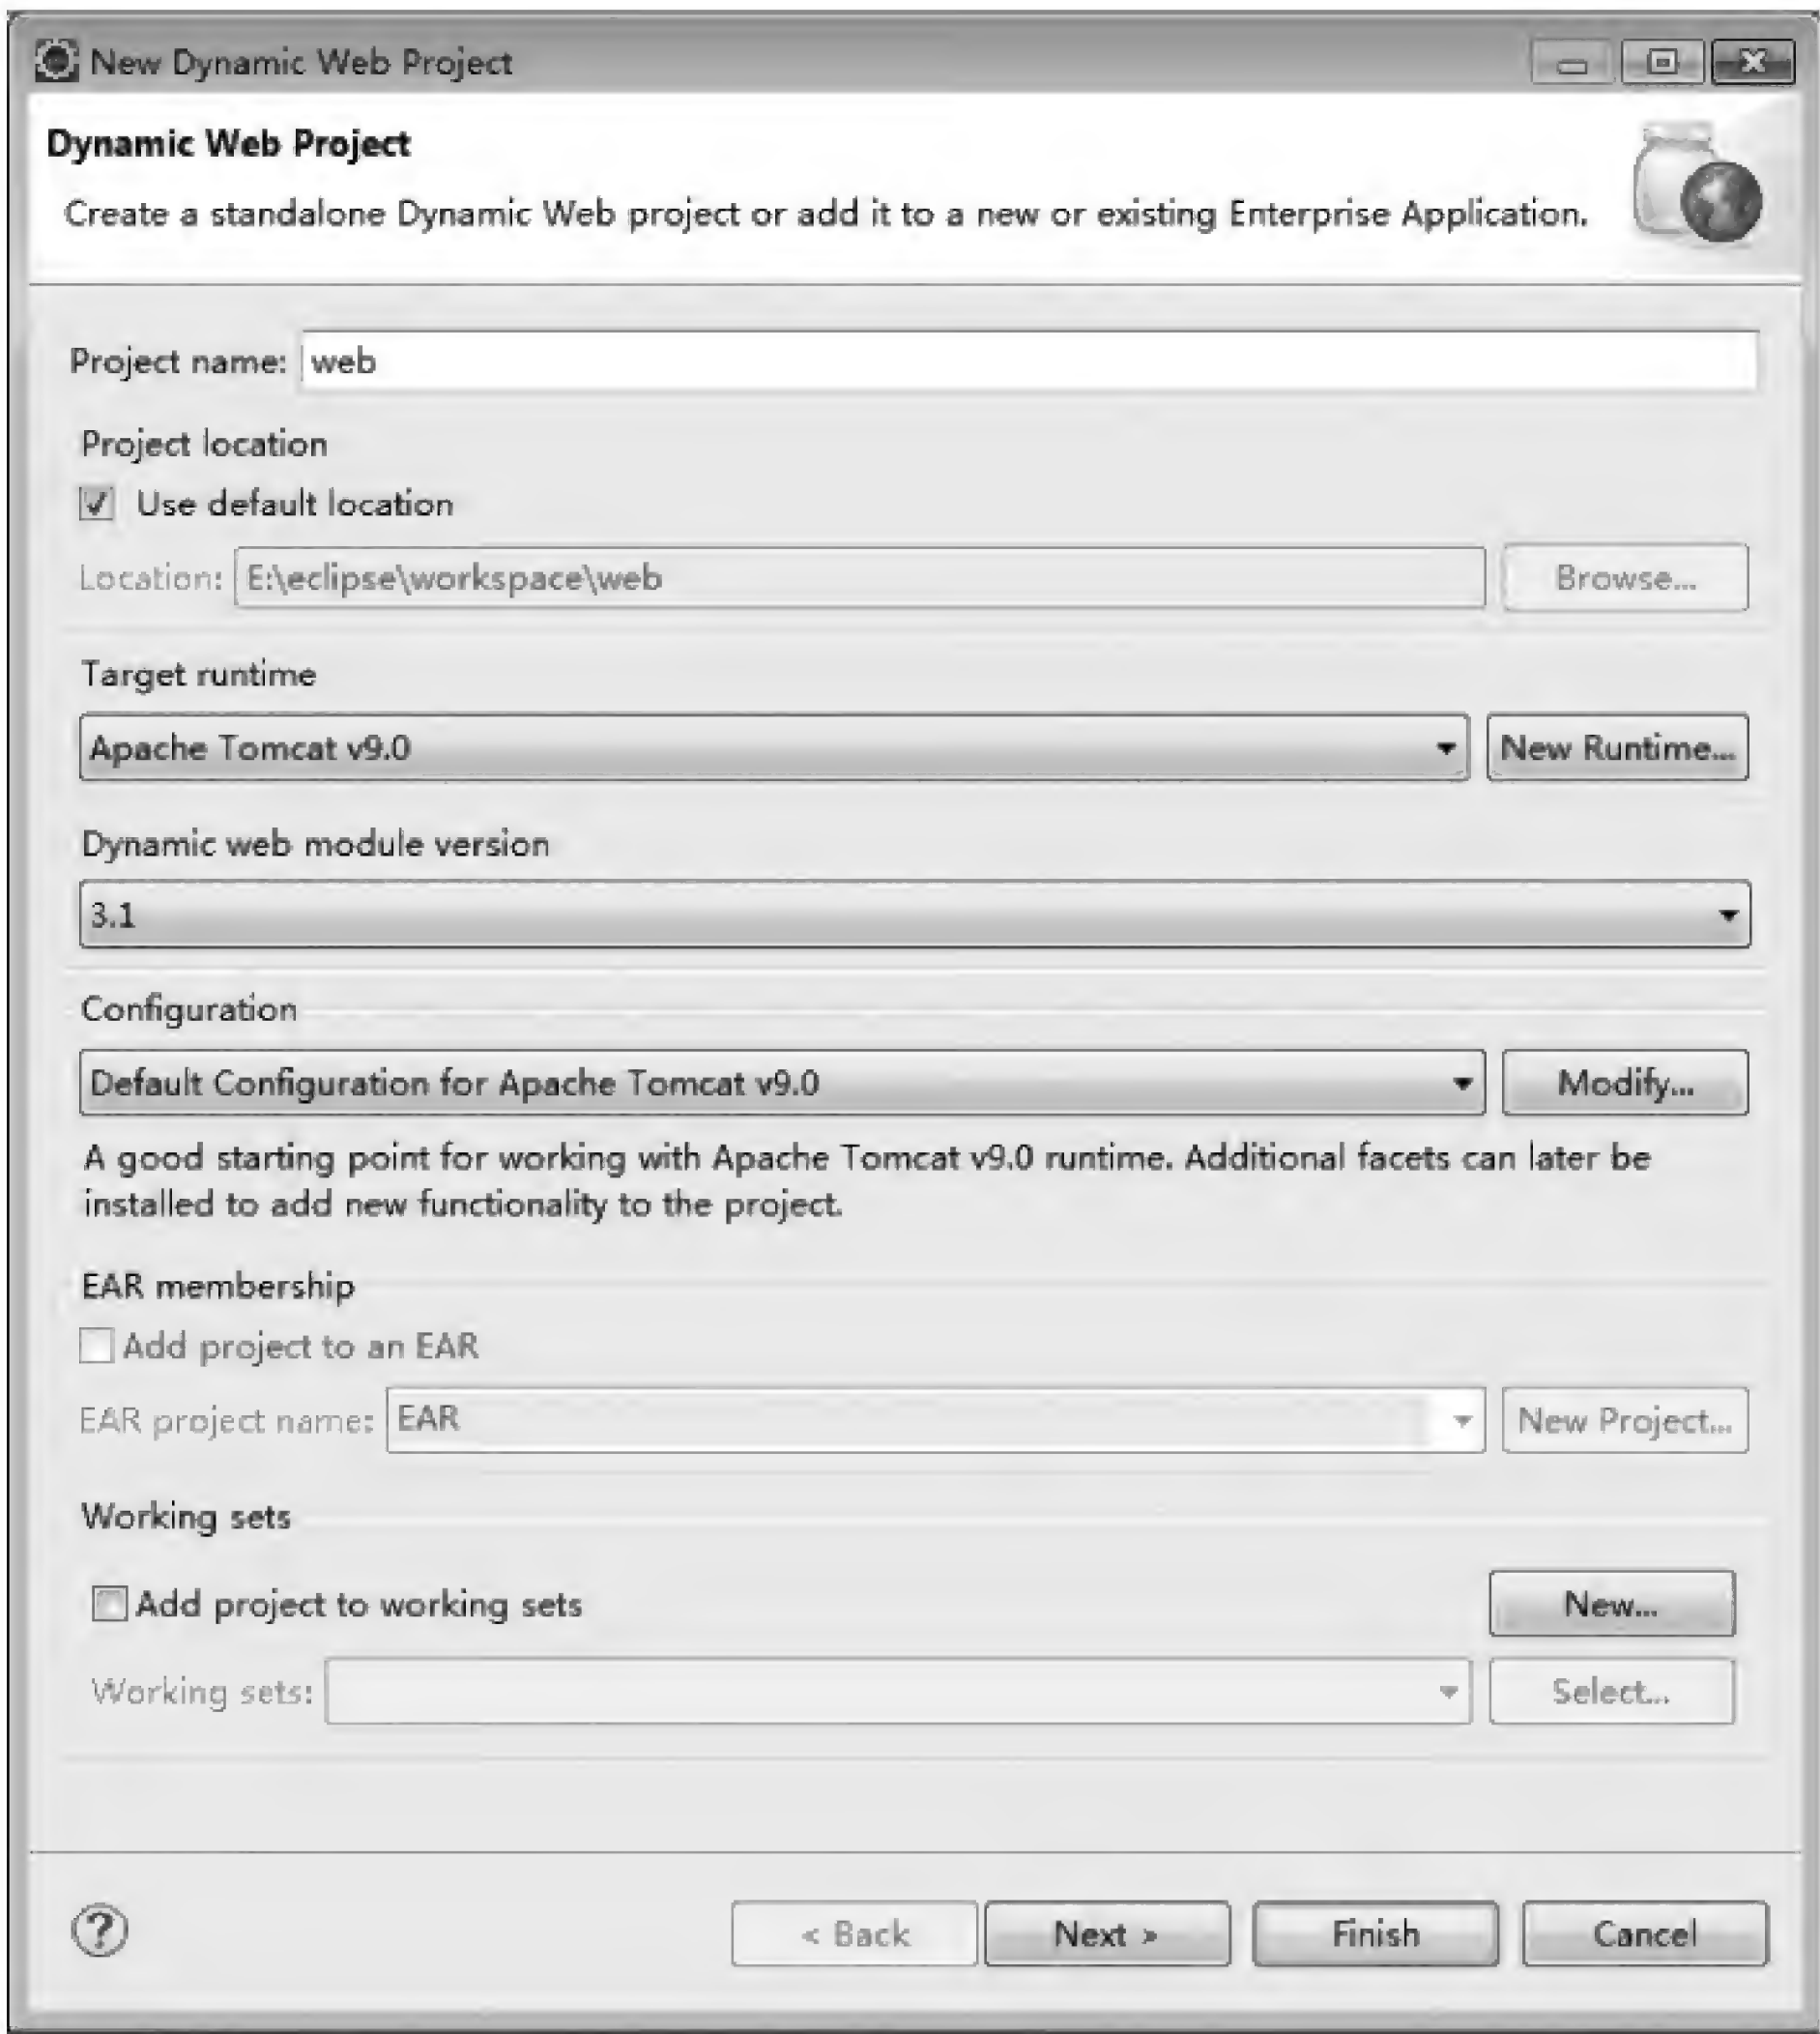 New Dynamic Web Project
Dynamic Web Project
Create a standalone Dynamic Web project or add it to a new or existing Enterprise Application.
Project name: web
Project location
Use default location
Location: E:\eclipse\workspace\web Browse...
Target runtime
Apache Tomcat v9.0 New Runtime...
Dynamic web module version
3.1
Configuration
Default Configuration for Apache Tomcat v9.0 Modify...
A good starting point for working with Apache Tomcat v9.0 runtime. Additional facets can later be
installed to add new functionality to the project.
EAR membership
Add project to an EAR
EAR project name: EAR New Project...
Working sets
Add project to working sets New...
Working sets: Select...
? < Back Next > Finish Cancel